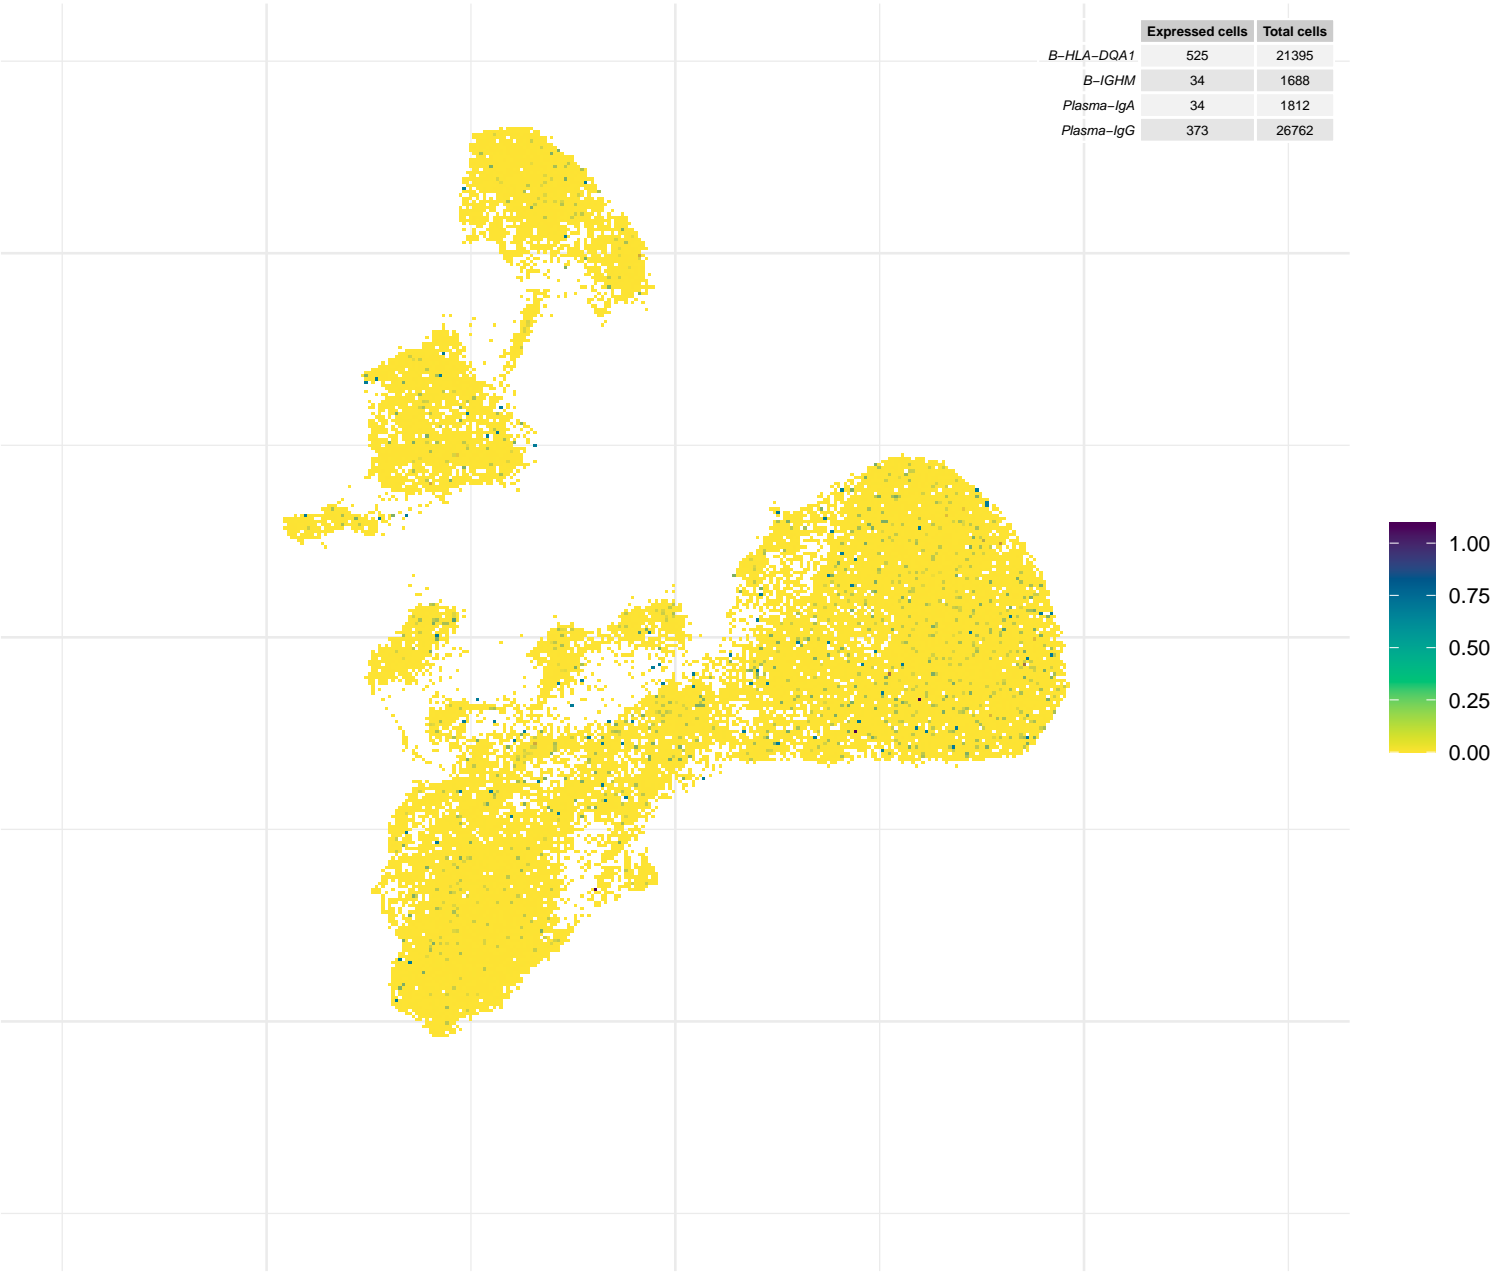 Expressed cells Total cells
B−HLA−DQA1 525 21395
B−IGHM 34 1688
Plasma−IgA 34 1812
Plasma−IgG 373 26762
1.00
0.75
0.50
0.25
0.00